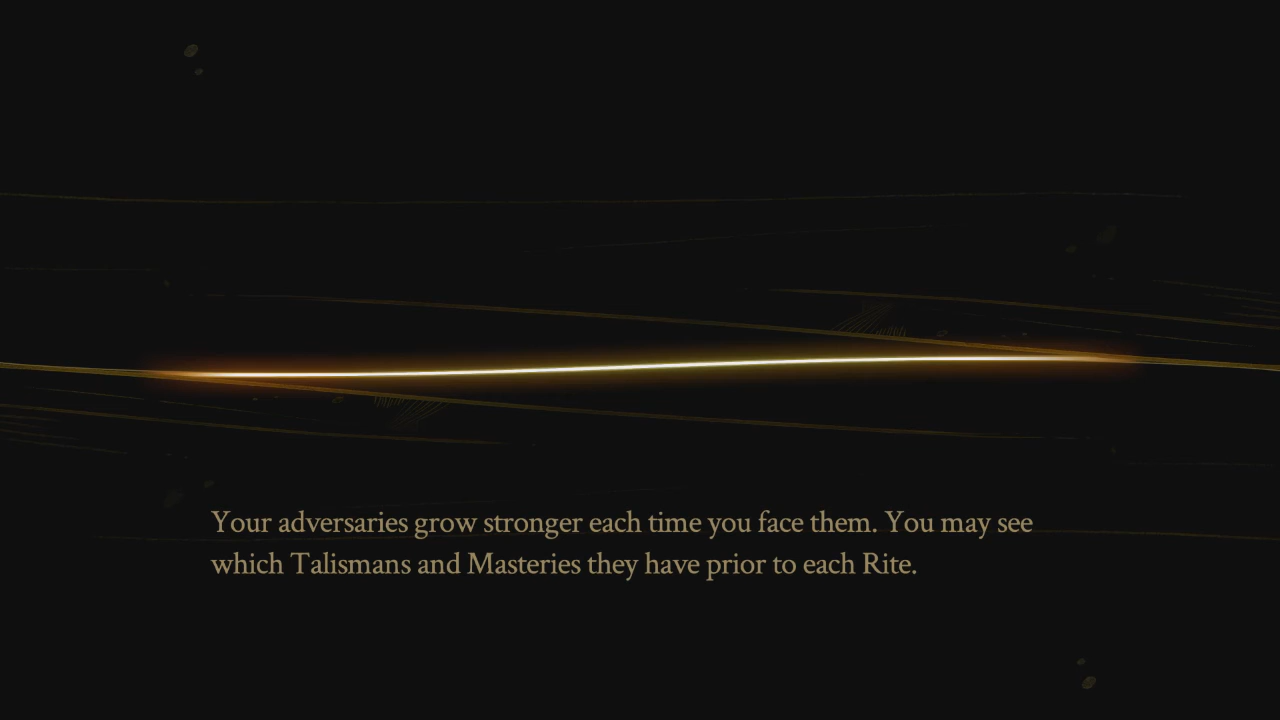 Your adversaries grow stronger each time you face them. You may see
which Talismans and Masteries they have prior to each Rite.